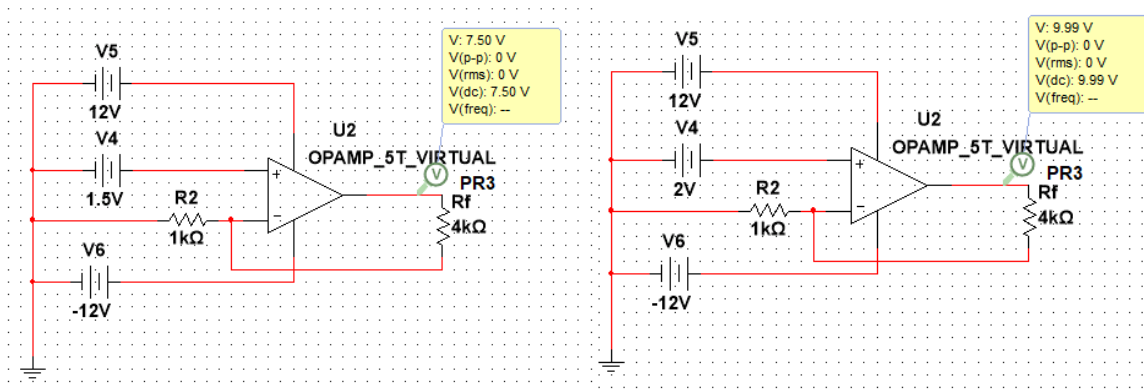 V5
12V
V4
1.5V
R2
1kΩ
V6
-12V
U2
OPAMP_5T_VIRTUAL
+
−
V
PR3
Rf
4kΩ
V: 7.50 V
V(p-p): 0 V
V(rms): 0 V
V(dc): 7.50 V
V(freq): --
V5
12V
V4
2V
R2
1kΩ
V6
-12V
U2
OPAMP_5T_VIRTUAL
+
−
V
PR3
Rf
4kΩ
V: 9.99 V
V(p-p): 0 V
V(rms): 0 V
V(dc): 9.99 V
V(freq): --